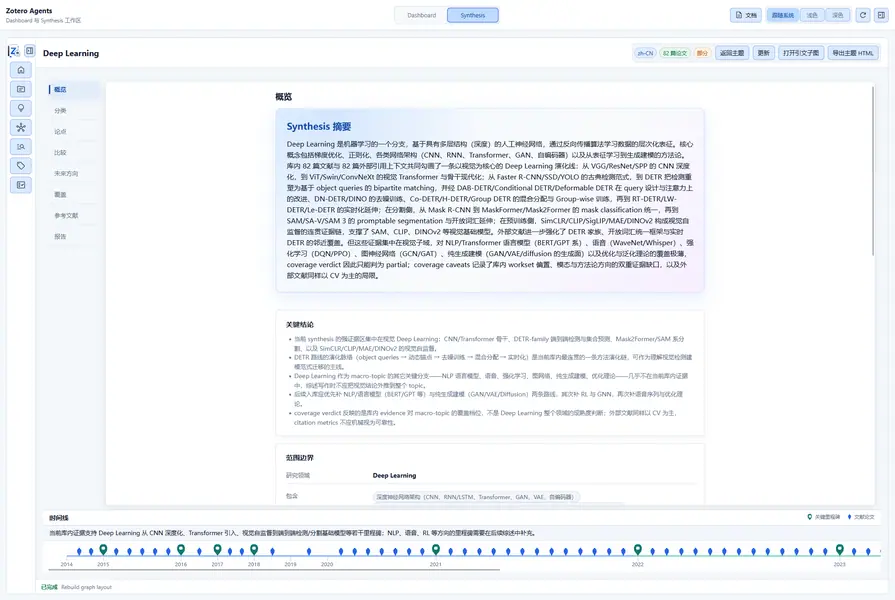 Zotero Agents
Dashboard 与 Synthesis 工作区
Dashboard
Synthesis
文档
跟随系统
浅色
深色
Deep Learning
zh-CN
82 篇论文
部分
返回主题
更新
打开引文子图
导出主题 HTML
概览
分类
论点
比较
未来方向
覆盖
参考文献
报告
概览
Synthesis 摘要
Deep Learning 是机器学习的一个分支，基于具有多层结构（深度）的人工神经网络，通过反向传播算法学习数据的层次化表征。核心
概念包括梯度优化、正则化、各类网络架构（CNN、RNN、Transformer、GAN、自编码器）以及从表征学习到生成建模的方法论。
库内 82 篇文献与 82 篇外部引用上下文共同勾画了一条以视觉为核心的 Deep Learning 演化线：从 VGG/ResNet/SPP 的 CNN 深度
化，到 ViT/Swin/ConvNeXt 的视觉 Transformer 与骨干现代化；从 Faster R-CNN/SSD/YOLO 的古典检测范式，到 DETR 把检测重
塑为基于 object queries 的 bipartite matching，并经 DAB-DETR/Conditional DETR/Deformable DETR 在 query 设计与注意力上
的改进、DN-DETR/DINO 的去噪训练、Co-DETR/H-DETR/Group DETR 的混合分配与 Group-wise 训练，再到 RT-DETR/LW-
DETR/Le-DETR 的实时化延伸；在分割侧，从 Mask R-CNN 到 MaskFormer/Mask2Former 的 mask classification 统一，再到
SAM/SA-V/SAM 3 的 promptable segmentation 与开放词汇延伸；在预训练侧，SimCLR/CLIP/SigLIP/MAE/DINOv2 构成视觉自
监督的连贯证据链，支撑了 SAM、CLIP、DINOv2 等视觉基础模型。外部文献进一步强化了 DETR 家族、开放词汇统一框架与实时
DETR 的邻近覆盖。但这些证据集中在视觉子域，对 NLP/Transformer 语言模型（BERT/GPT 系）、语音（WaveNet/Whisper）、强
化学习（DQN/PPO）、图神经网络（GCN/GAT）、纯生成建模（GAN/VAE/diffusion 的生成面）以及优化与泛化理论的覆盖极薄，
coverage verdict 因此只能判为 partial；coverage caveats 记录了库内 workset 偏置、模态与方法论方向的双重证据缺口，以及外
部文献同样以 CV 为主的局限。
关键结论
当前 synthesis 的强证据区集中在视觉 Deep Learning：CNN/Transformer 骨干、DETR-family 端到端检测与集合预测、Mask2Former/SAM 系分
割、以及 SimCLR/CLIP/MAE/DINOv2 的视觉自监督。
DETR 路线的演化脉络（object queries → 动态锚点 → 去噪训练 → 混合分配 → 实时化）是当前库内最连贯的一条方法演化链，可作为理解视觉检测建
模范式迁移的主线。
Deep Learning 作为 macro-topic 的其它关键分支——NLP 语言模型、语音、强化学习、图网络、纯生成建模、优化理论——几乎不在当前库内证据
中，综述写作时不应把视觉结论外推到整个 topic。
后续入库应优先补 NLP/语言模型（BERT/GPT 等）与纯生成建模（GAN/VAE/Diffusion）两条路线，其次补 RL 与 GNN，再次补语音序列与优化理
论。
coverage verdict 反映的是库内 evidence 对 macro-topic 的覆盖档位，不是 Deep Learning 整个领域的成熟度判断；外部文献同样以 CV 为主，
citation metrics 不应机械视为可靠性。
范围边界
研究领域
Deep Learning
包含
深度神经网络架构（CNN、RNN/LSTM、Transformer、GAN、VAE、自编码器）
时间线
关键里程碑
文献论文
当前库内证据支持 Deep Learning 从 CNN 深度化、Transformer 引入、视觉自监督到端到端检测/分割基础模型等若干里程碑；NLP、语音、RL 等方向的里程碑需要在后续综述中补充。
2014
2015
2016
2017
2018
2019
2020
2021
2022
2023
已完成
Rebuild graph layout